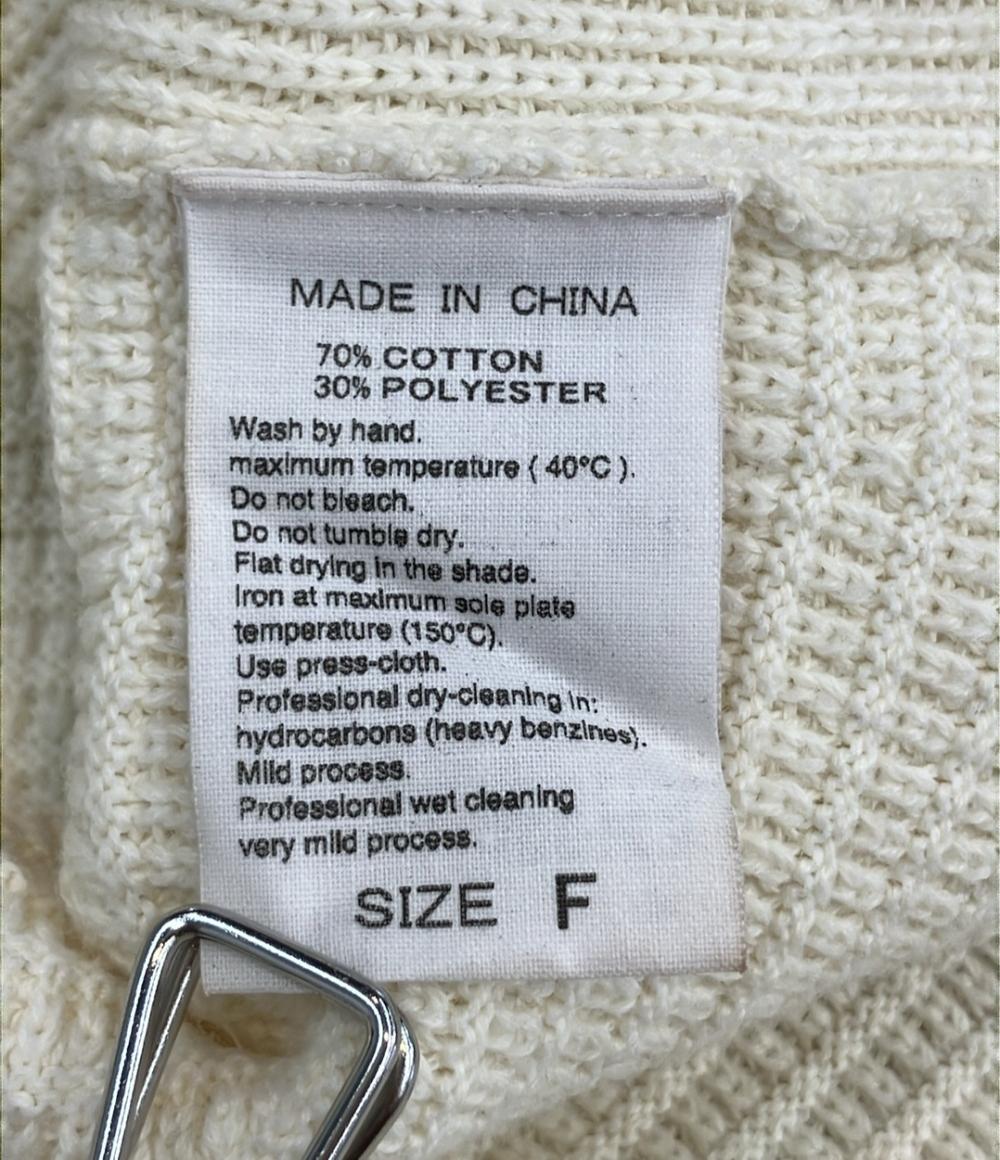 MADE IN CHINA
70% COTTON
30% POLYESTER
Wash by hand.
maximum temperature ( 40°C ).
Do not bleach.
Do not tumble dry.
Flat drying in the shade.
Iron at maximum sole plate
temperature (150°C).
Use press-cloth.
Professional dry-cleaning in:
hydrocarbons (heavy benzines).
Mild process.
Professional wet cleaning
very mild process.
SIZE F